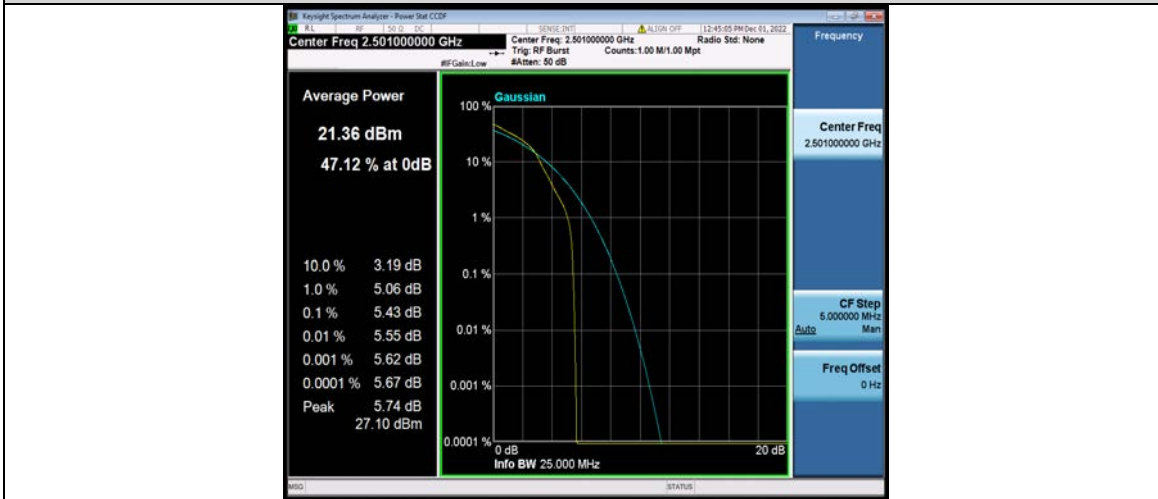 Keysight Spectrum Analyzer - Power Stat CCDF
RL RF 50 Ω DC SENSE:INT ALIGN OFF 12:45:05 PM Dec 01, 2022
Center Freq 2.501000000 GHz
Center Freq: 2.501000000 GHz Radio Std: None
Trig: RF Burst Counts:1.00 M/1.00 Mpt
#IFGain:Low #Atten: 50 dB
Frequency
Average Power
21.36 dBm
47.12 % at 0dB
10.0 % 3.19 dB
1.0 % 5.06 dB
0.1 % 5.43 dB
0.01 % 5.55 dB
0.001 % 5.62 dB
0.0001 % 5.67 dB
Peak 5.74 dB
27.10 dBm
Gaussian
100 %
10 %
1 %
0.1 %
0.01 %
0.001 %
0.0001 %
0 dB 20 dB
Info BW 25.000 MHz
Center Freq
2.501000000 GHz
CF Step
5.000000 MHz
Auto Man
Freq Offset
0 Hz
MSG STATUS